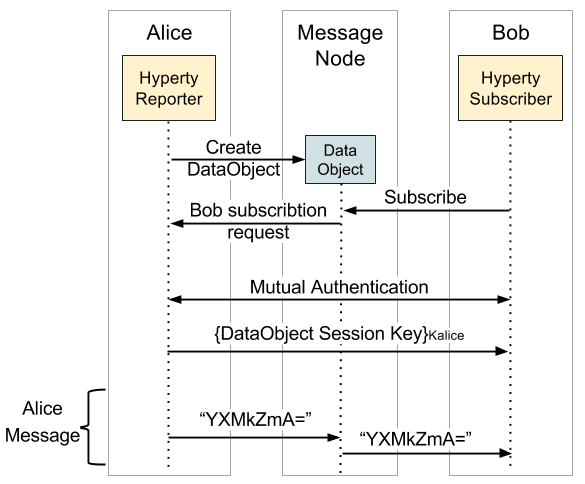 Alice
Message
Node
Bob
Hyperty
Reporter
Hyperty
Subscriber
Create
DataObject
Data
Object
Subscribe
Bob subscribtion
request
Mutual Authentication
{DataObject Session Key}Kalice
Alice
Message
“YXMkZmA=”
“YXMkZmA=”